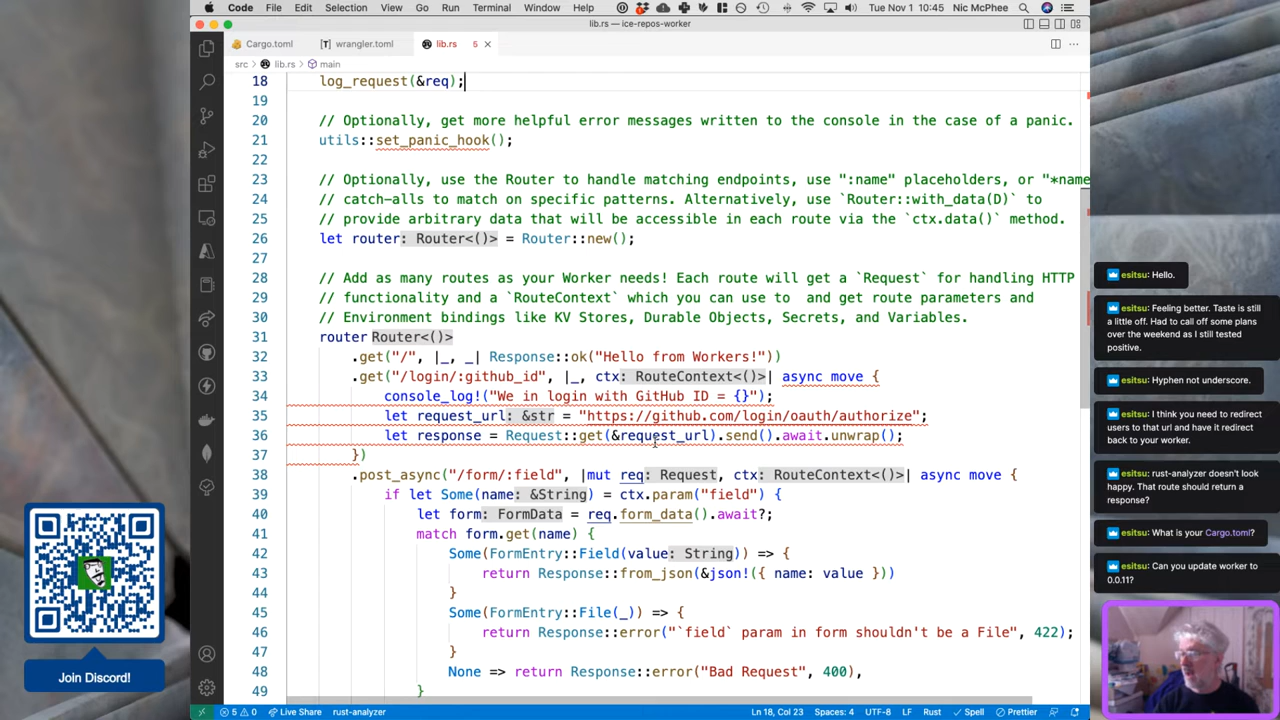 Code File Edit Selection View Go Run Terminal Window Help Tue Nov 1 10:45 Nic McPhee
lib.rs — ice-repos-worker
Cargo.toml [T] wrangler.toml lib.rs 5 ×
src > lib.rs > main
18 log_request(&req);
19
20 // Optionally, get more helpful error messages written to the console in the case of a panic.
21 utils::set_panic_hook();
22
23 // Optionally, use the Router to handle matching endpoints, use ":name" placeholders, or "*name
24 // catch-alls to match on specific patterns. Alternatively, use `Router::with_data(D)` to
25 // provide arbitrary data that will be accessible in each route via the `ctx.data()` method.
26 let router: Router<()> = Router::new();
27
28 // Add as many routes as your Worker needs! Each route will get a `Request` for handling HTTP
29 // functionality and a `RouteContext` which you can use to  and get route parameters and
30 // Environment bindings like KV Stores, Durable Objects, Secrets, and Variables.
31 router Router<()>
32 .get("/", |_, _| Response::ok("Hello from Workers!"))
33 .get("/login/:github_id", |_, ctx: RouteContext<()>| async move {
34 console_log!("We in login with GitHub ID = {}");
35 let request_url: &str = "https://github.com/login/oauth/authorize";
36 let response = Request::get(&request_url).send().await.unwrap();
37 })
38 .post_async("/form/:field", |mut req: Request, ctx: RouteContext<()>| async move {
39 if let Some(name: &String) = ctx.param("field") {
40 let form: FormData = req.form_data().await?;
41 match form.get(name) {
42 Some(FormEntry::Field(value: String)) => {
43 return Response::from_json(&json!({ name: value }))
44 }
45 Some(FormEntry::File(_)) => {
46 return Response::error("`field` param in form shouldn't be a File", 422);
47 }
48 None => return Response::error("Bad Request", 400),
49 }
5 0 Live Share rust-analyzer Ln 18, Col 23 Spaces: 4 UTF-8 LF Rust Spell Prettier
Join Discord!
esitsu: Hello.
esitsu: Feeling better. Taste is still
a little off. Had to call off some plans
over the weekend as I still tested
positive.
esitsu: Hyphen not underscore.
esitsu: I think you need to redirect
users to that url and have it redirect
back to your worker.
esitsu: rust-analyzer doesn't look
happy. That route should return a
response?
esitsu: What is your Cargo.toml?
esitsu: Can you update worker to
0.0.11?